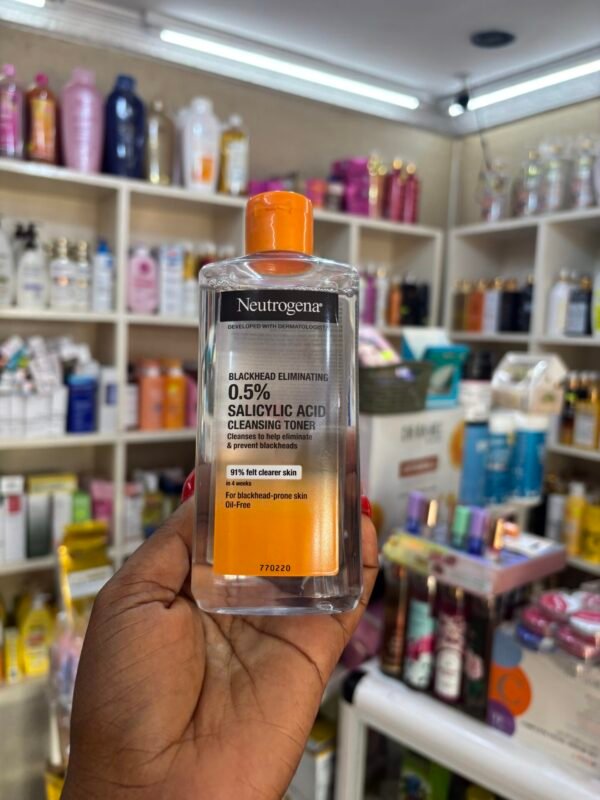 Neutrogena®
DEVELOPED WITH DERMATOLOGISTS
BLACKHEAD ELIMINATING
0.5%
SALICYLIC ACID
CLEANSING TONER
Cleanses to help eliminate
& prevent blackheads
91% felt clearer skin
in 4 weeks
For blackhead-prone skin
Oil-Free
770220